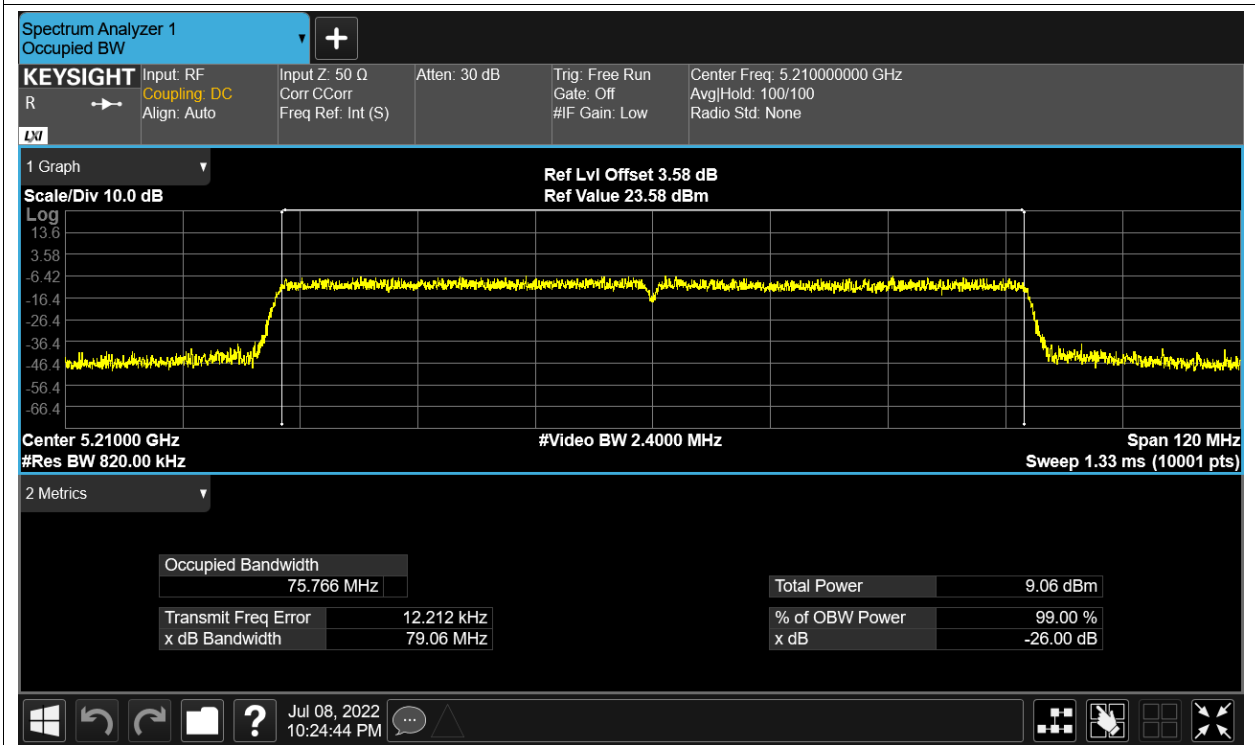 Spectrum Analyzer 1
Occupied BW
KEYSIGHT
R
LXI
Input: RF
Coupling: DC
Align: Auto
Input Z: 50 Ω
Corr CCorr
Freq Ref: Int (S)
Atten: 30 dB
Trig: Free Run
Gate: Off
#IF Gain: Low
Center Freq: 5.210000000 GHz
Avg|Hold: 100/100
Radio Std: None
1 Graph
Scale/Div 10.0 dB
Ref Lvl Offset 3.58 dB
Ref Value 23.58 dBm
Log
13.6
3.58
-6.42
-16.4
-26.4
-36.4
-46.4
-56.4
-66.4
Center 5.21000 GHz
#Video BW 2.4000 MHz
Span 120 MHz
#Res BW 820.00 kHz
Sweep 1.33 ms (10001 pts)
2 Metrics
Occupied Bandwidth
75.766 MHz
Total Power 9.06 dBm
Transmit Freq Error 12.212 kHz
% of OBW Power 99.00 %
x dB Bandwidth 79.06 MHz
x dB -26.00 dB
?
Jul 08, 2022
10:24:44 PM